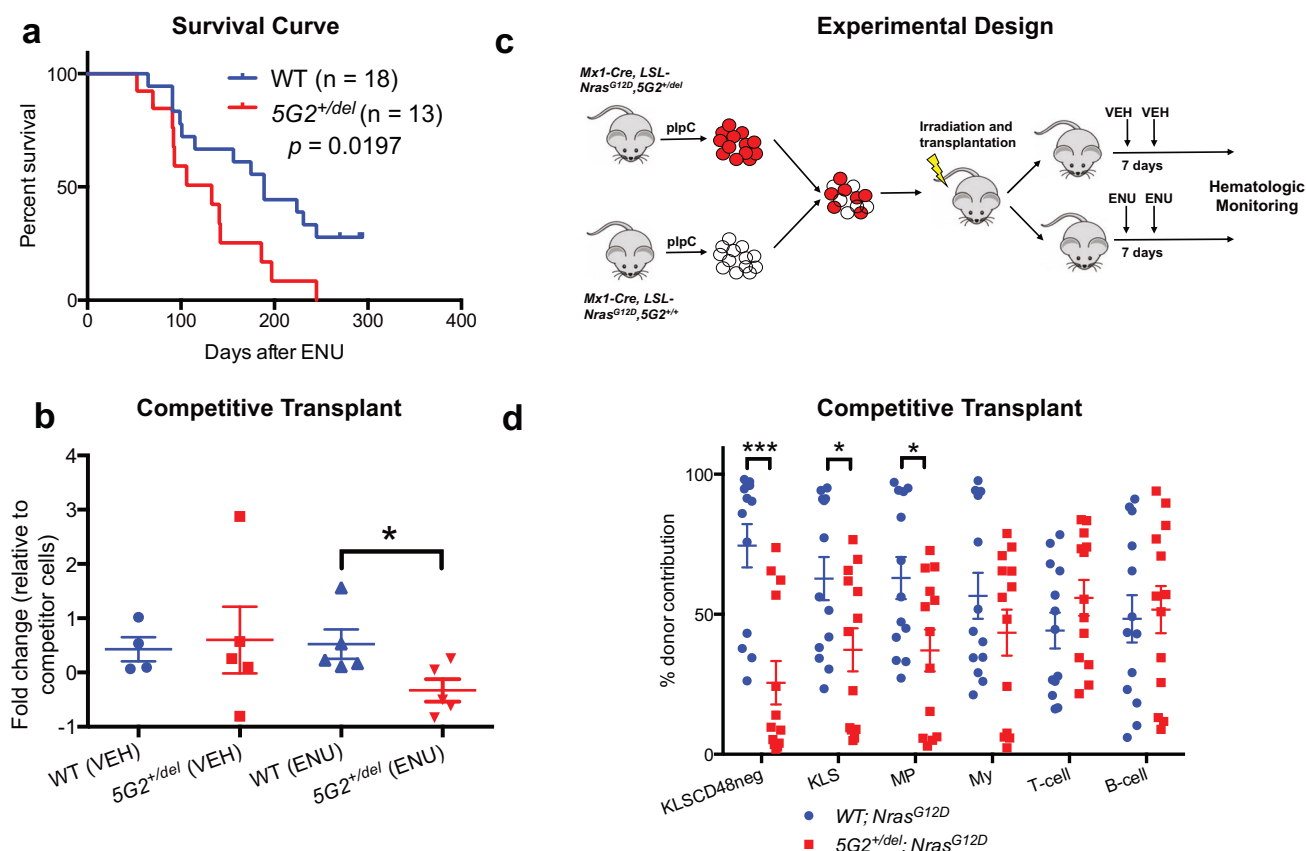 a
Survival Curve
Percent survival
100
50
0
0
100
200
300
400
Days after ENU
WT (n = 18)
5G2+/del (n = 13)
p = 0.0197
b
Competitive Transplant
Fold change (relative to
competitor cells)
4
3
2
1
0
-1
*
WT (VEH)
5G2+/del (VEH)
WT (ENU)
5G2+/del (ENU)
c
Experimental Design
Mx1-Cre, LSL-
NrasG12D,5G2+/del
pIpC
Mx1-Cre, LSL-
NrasG12D,5G2+/+
pIpC
Irradiation and
transplantation
VEH VEH
7 days
ENU ENU
7 days
Hematologic
Monitoring
d
Competitive Transplant
% donor contribution
100
50
0
***
*
*
KLSCD48neg
KLS
MP
My
T-cell
B-cell
WT; NrasG12D
5G2+/del; NrasG12D